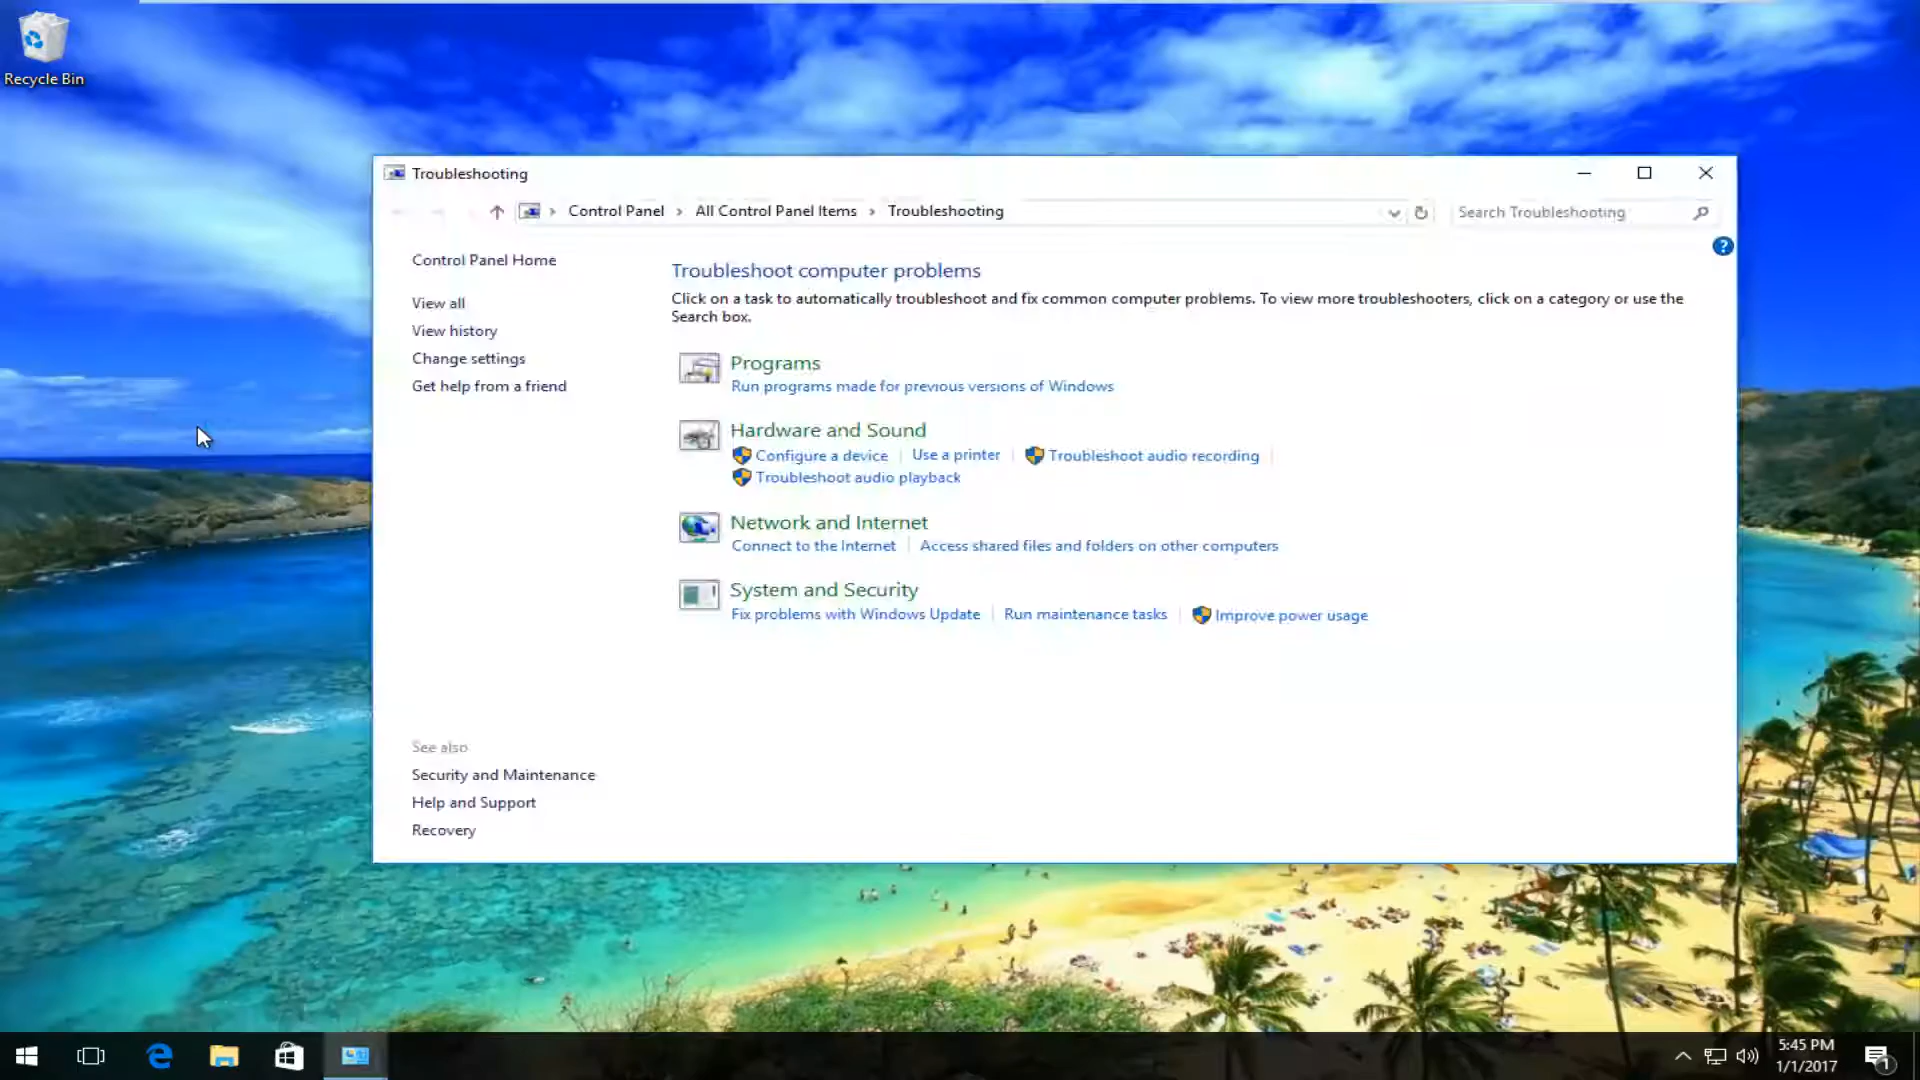 Recycle Bin
Troubleshooting
Control Panel > All Control Panel Items > Troubleshooting
Search Troubleshooting
?
Control Panel Home
View all
View history
Change settings
Get help from a friend
Troubleshoot computer problems
Click on a task to automatically troubleshoot and fix common computer problems. To view more troubleshooters, click on a category or use the
Search box.
Programs
Run programs made for previous versions of Windows
Hardware and Sound
Configure a device | Use a printer | Troubleshoot audio recording |
Troubleshoot audio playback
Network and Internet
Connect to the Internet | Access shared files and folders on other computers
System and Security
Fix problems with Windows Update | Run maintenance tasks | Improve power usage
See also
Security and Maintenance
Help and Support
Recovery
5:45 PM
1/1/2017
1